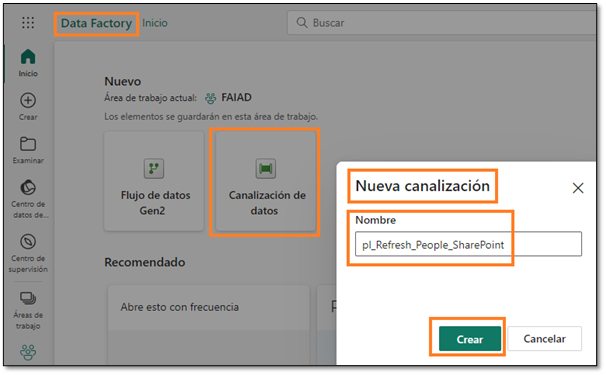 Data Factory Inicio
Buscar
Inicio
Crear
Examinar
Centro de
datos de...
Centro de
supervisión
Áreas de
trabajo
Nuevo
Área de trabajo actual: FAIAD
Los elementos se guardarán en esta área de trabajo.
Flujo de datos
Gen2
Canalización de
datos
Recomendado
Abre esto con frecuencia
Nueva canalización
Nombre
pl_Refresh_People_SharePoint
Crear
Cancelar